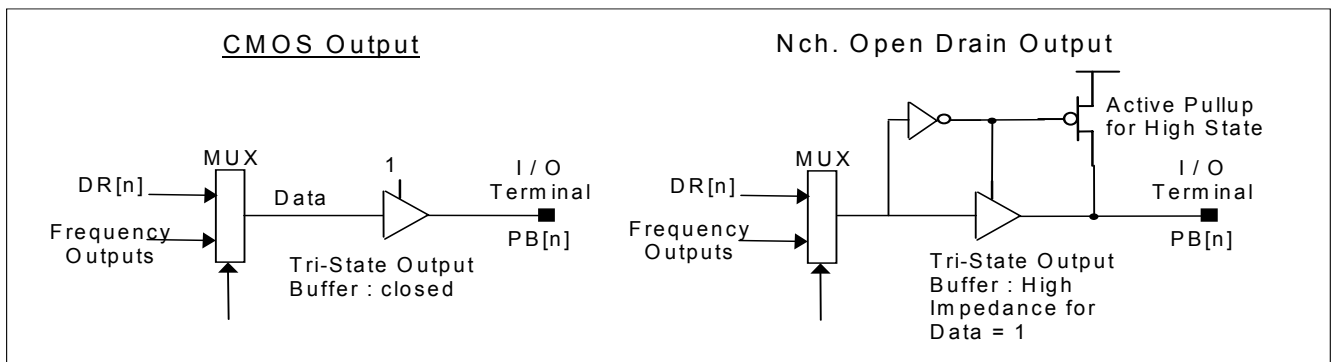 CMOS Output
MUX
DR[n]
Frequency
Outputs
Data
1
Tri-State Output
Buffer : closed
I / O
Terminal
PB[n]
Nch. Open Drain Output
Active Pullup
for High State
MUX
DR[n]
Frequency
Outputs
Tri-State Output
Buffer : High
Impedance for
Data = 1
I / O
Terminal
PB[n]